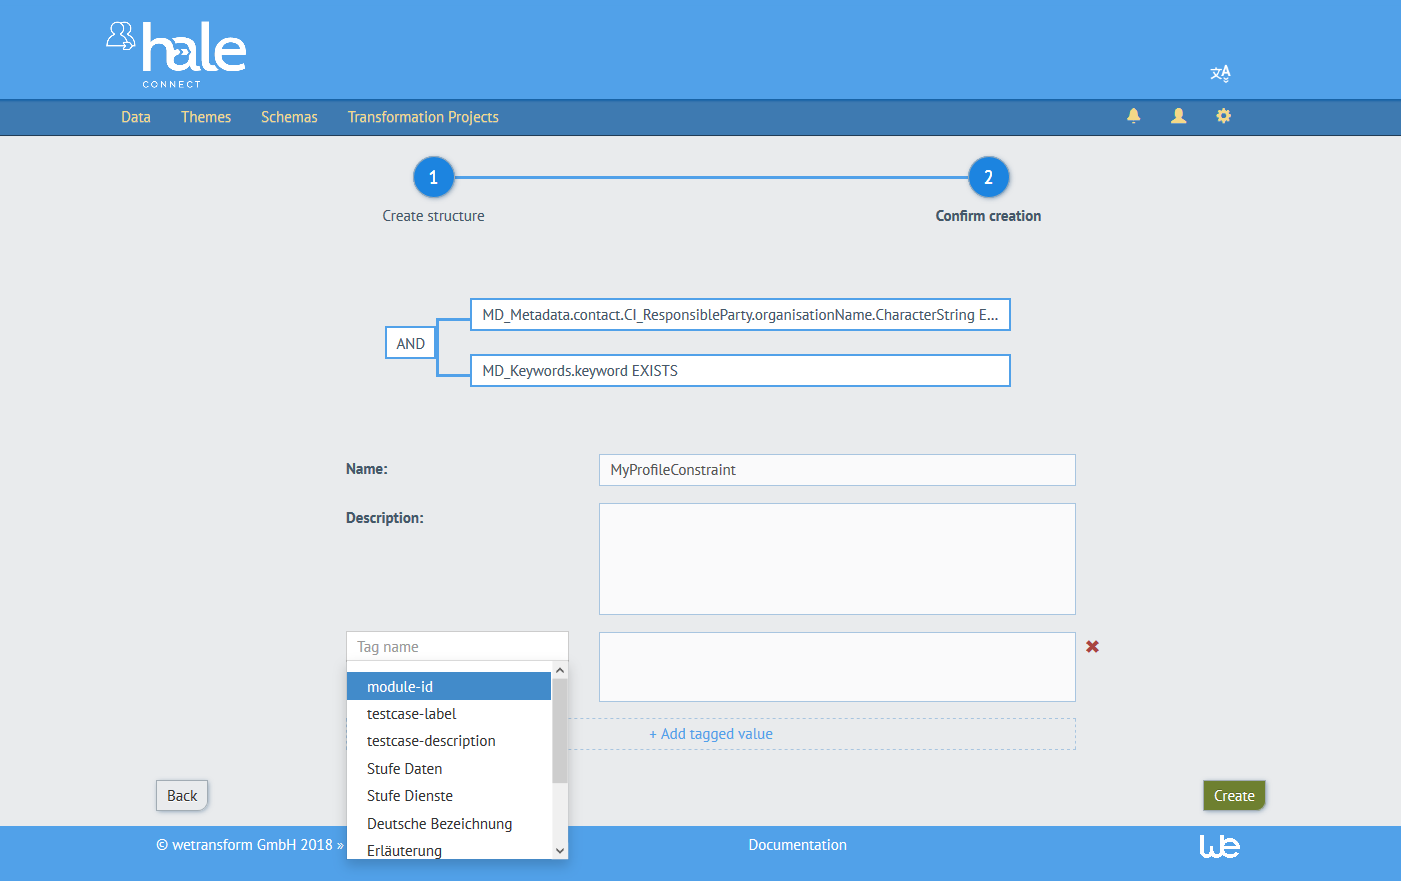 hale
CONNECT
Data Themes Schemas Transformation Projects
1 2
Create structure Confirm creation
MD_Metadata.contact.CI_ResponsibleParty.organisationName.CharacterString E...
AND
MD_Keywords.keyword EXISTS
Name: MyProfileConstraint
Description:
Tag name
module-id
testcase-label
testcase-description
+ Add tagged value
Stufe Daten
Stufe Dienste
Deutsche Bezeichnung
Erläuterung
Back Create
© wetransform GmbH 2018 » Documentation we